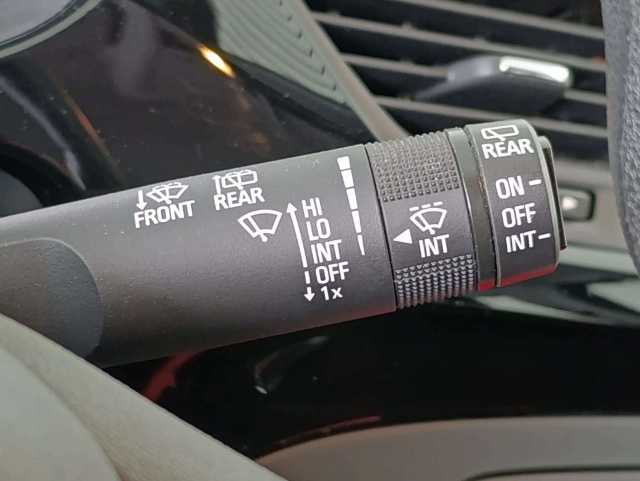 FRONT
REAR
HI
LO
INT
OFF
1x
INT
REAR
ON
OFF
INT